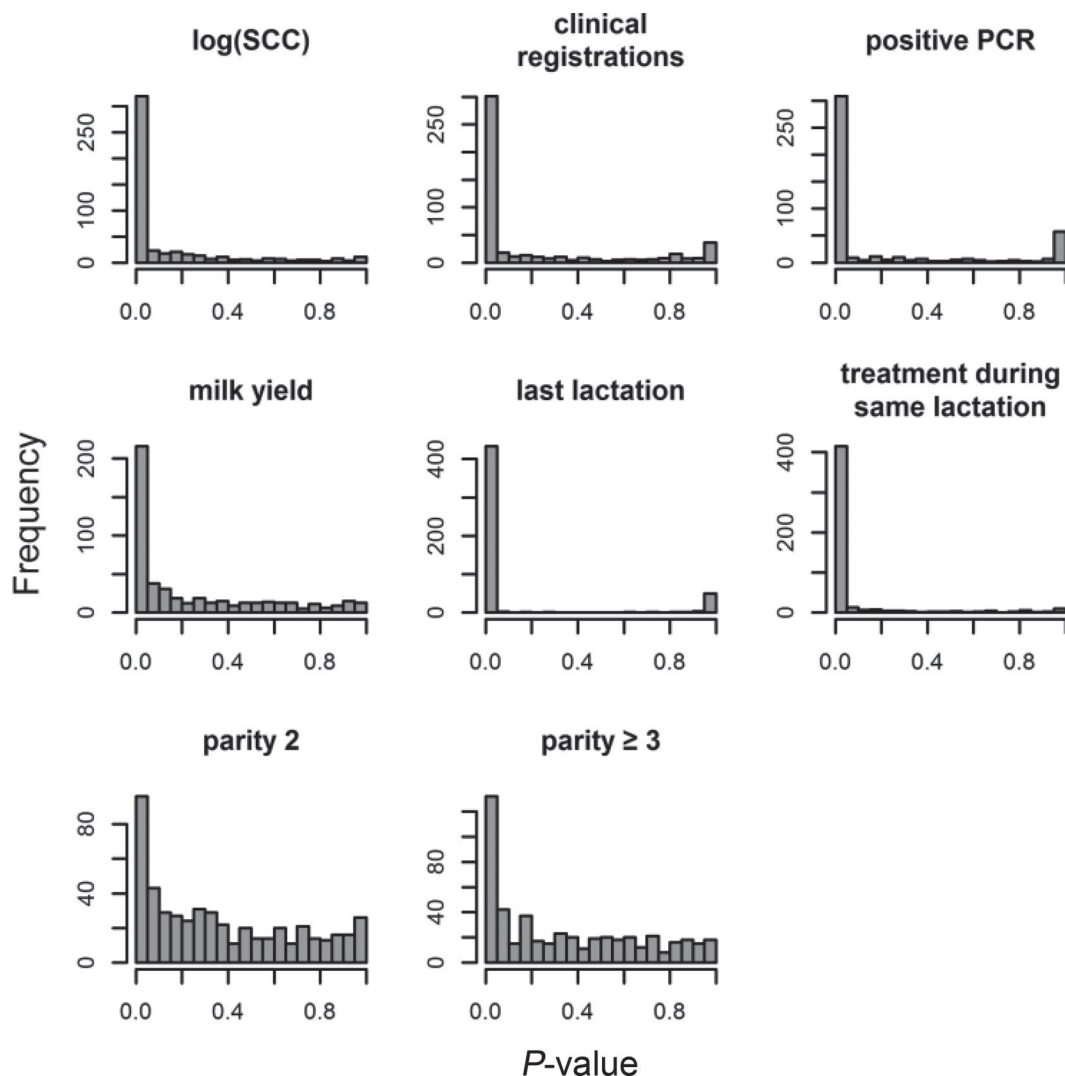 log(SCC)
clinical
registrations
positive PCR
250
100
0
0.0 0.4 0.8
250
100
0
0.0 0.4 0.8
250
100
0
0.0 0.4 0.8
milk yield
last lactation
treatment during
same lactation
Frequency
200
100
0
0.0 0.4 0.8
400
200
0
0.0 0.4 0.8
400
200
0
0.0 0.4 0.8
parity 2
parity ≥ 3
80
40
0
0.0 0.4 0.8
80
40
0
0.0 0.4 0.8
P-value